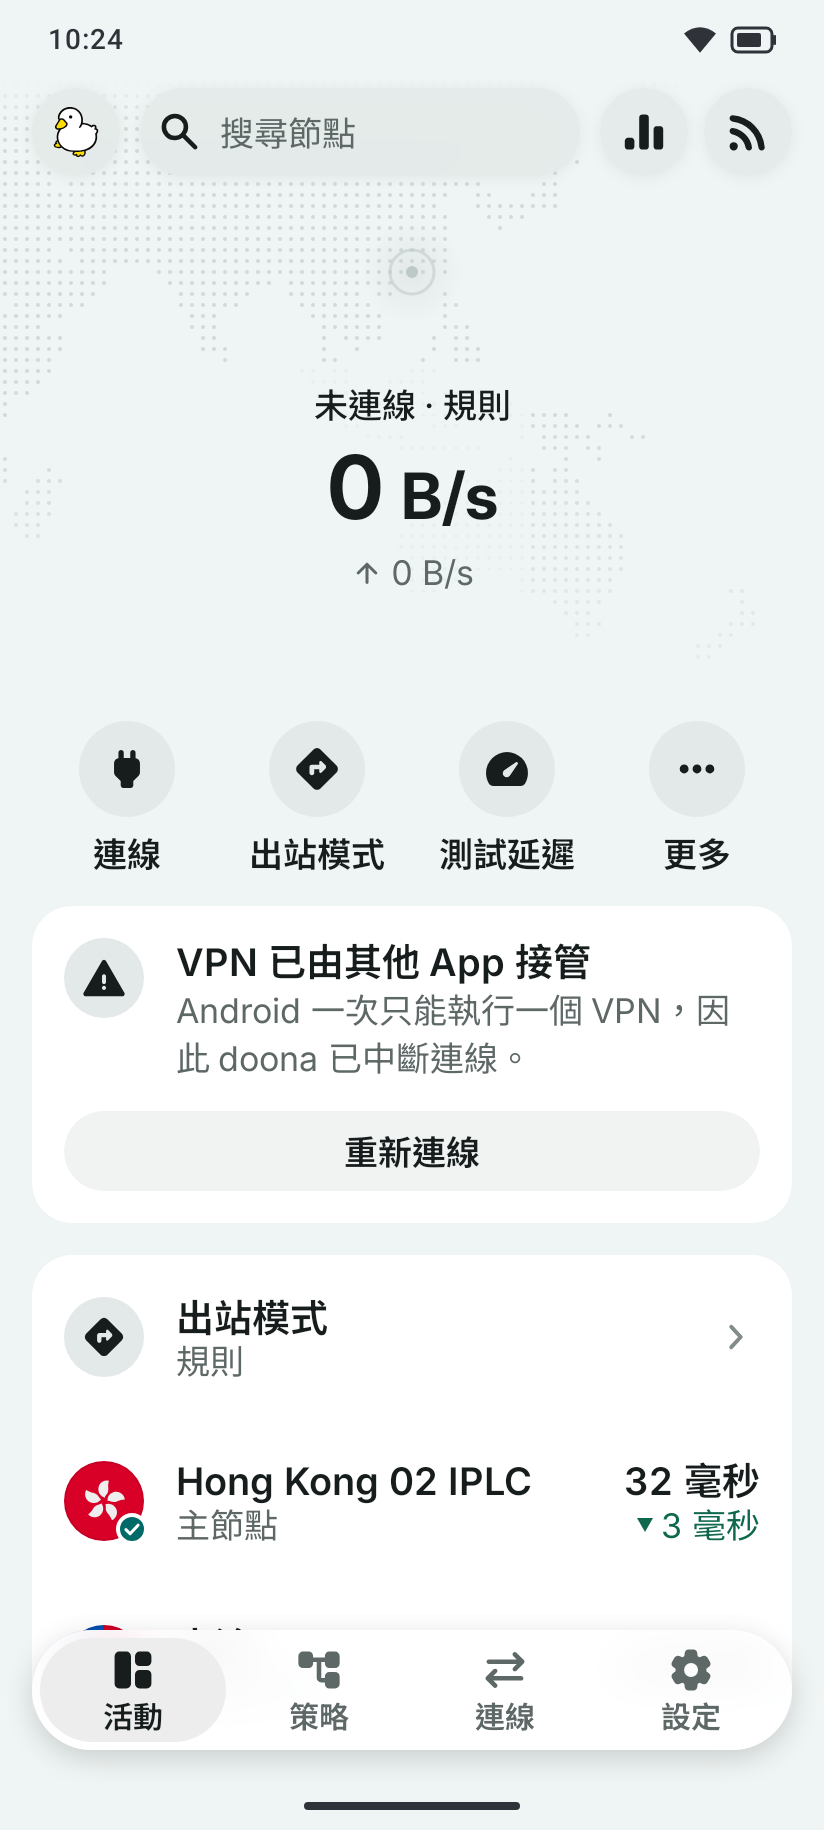 10:24
搜尋節點
未連線 · 規則
0 B/s
↑ 0 B/s
連線
出站模式
測試延遲
更多
VPN 已由其他 App 接管
Android 一次只能執行一個 VPN，因
此 doona 已中斷連線。
重新連線
出站模式
規則
Hong Kong 02 IPLC
32 毫秒
主節點
▼3 毫秒
活動
策略
連線
設定